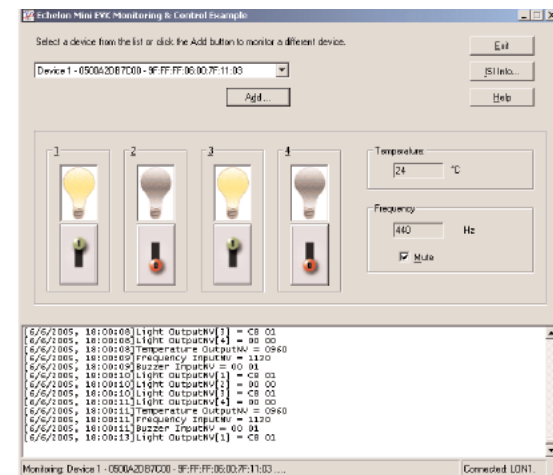 Echelon Mini EVK Monitoring & Control Example
Select a device from the list or click the Add button to monitor a different device.
Exit
Device 1 - 0500A20B7C00 - 9F:FF:FF:06:00:7F:11:03
ISI Info...
Add ...
Help
1 2 3 4
Temperature
24 °C
Frequency
440 Hz
Mute
[6/6/2005, 18:00:08]Light OutputNV[3] = C8 01
[6/6/2005, 18:00:08]Light OutputNV[4] = 00 00
[6/6/2005, 18:00:08]Temperature OutputNV = 0960
[6/6/2005, 18:00:09]Frequency InputNV = 1120
[6/6/2005, 18:00:09]Buzzer InputNV = 00 01
[6/6/2005, 18:00:10]Light OutputNV[1] = C8 01
[6/6/2005, 18:00:10]Light OutputNV[2] = 00 00
[6/6/2005, 18:00:10]Light OutputNV[3] = C8 01
[6/6/2005, 18:00:11]Light OutputNV[4] = 00 00
[6/6/2005, 18:00:11]Temperature OutputNV = 0960
[6/6/2005, 18:00:11]Frequency InputNV = 1120
[6/6/2005, 18:00:11]Buzzer InputNV = 00 01
[6/6/2005, 18:00:13]Light OutputNV[1] = C8 01
Monitoring: Device 1 - 0500A20B7C00 - 9F:FF:FF:06:00:7F:11:03 ....
Connected: LON1